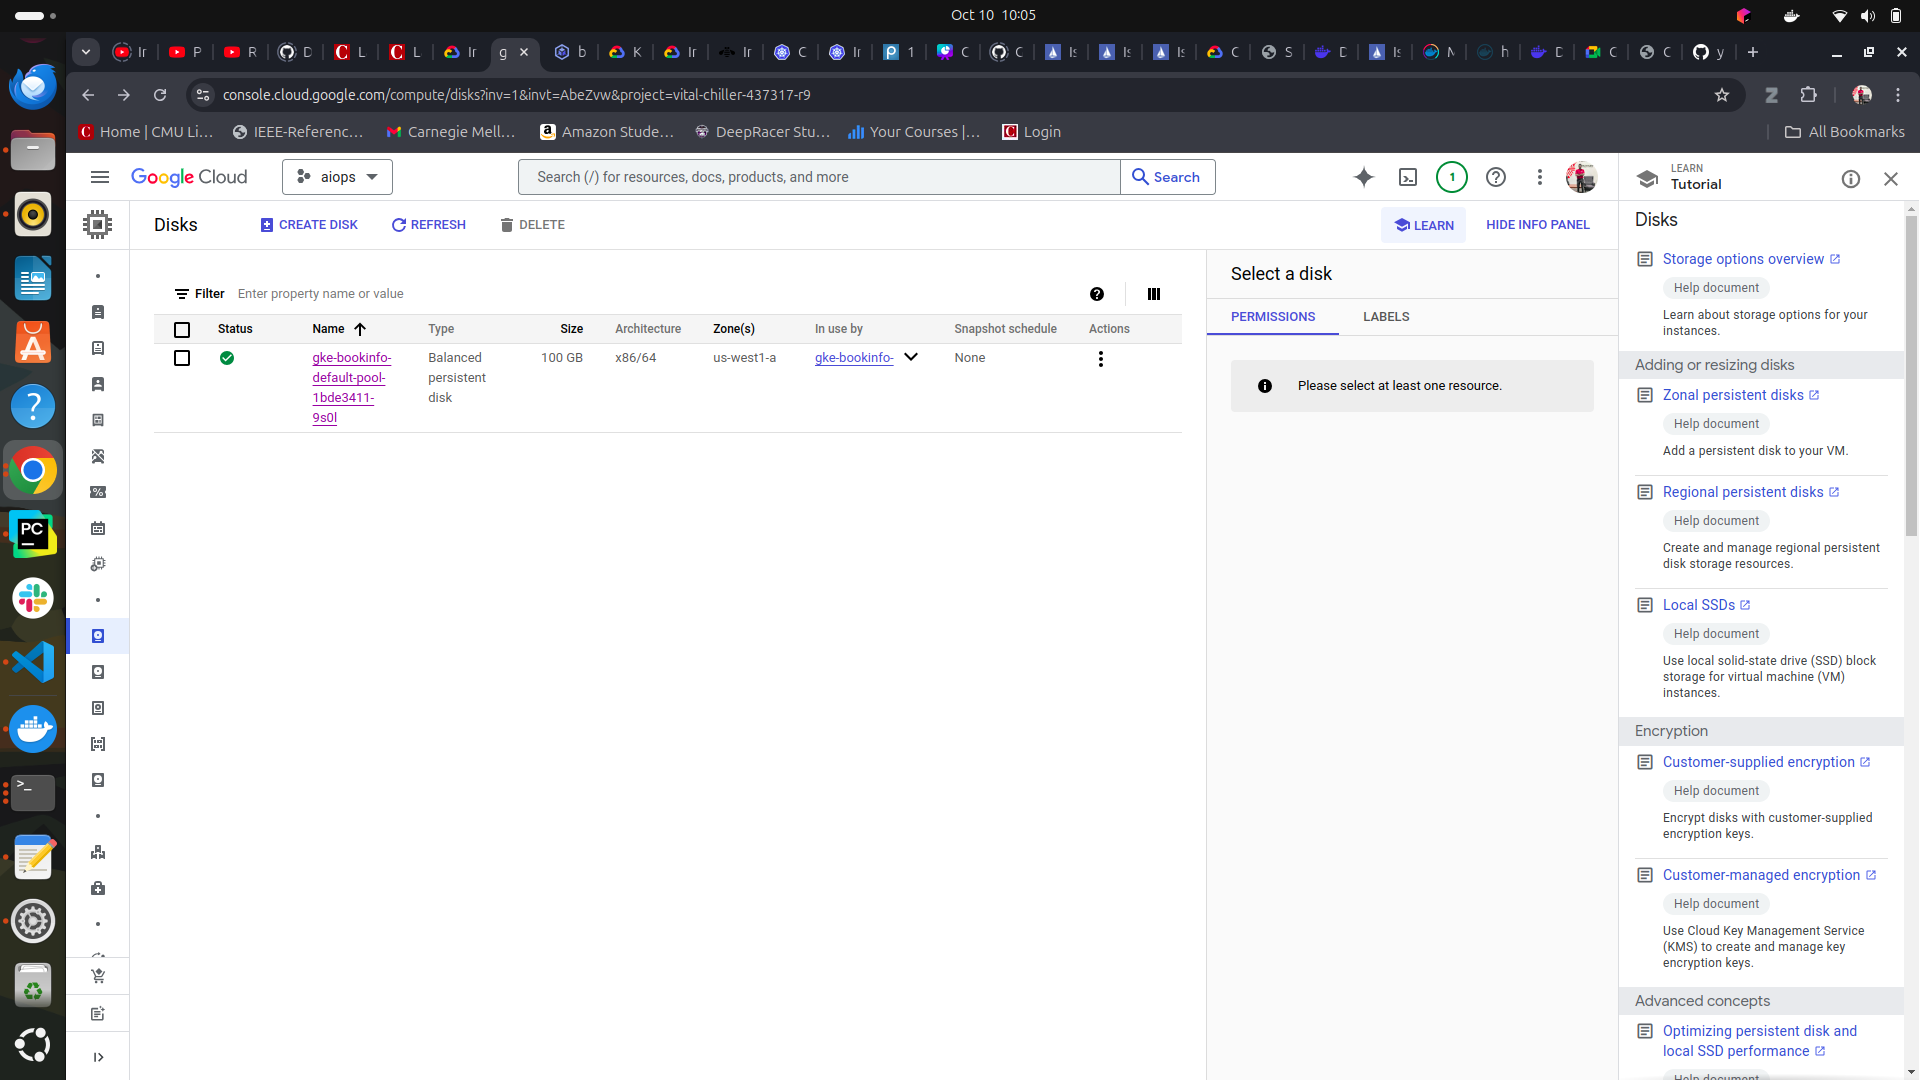 Oct 10 10:05
Ir
P
R
D
L
L
Ir
g
b
K
Ir
Ir
C
Ir
1
C
C
Is
Is
Is
C
S
D
Is
N
h
D
C
C
y
console.cloud.google.com/compute/disks?inv=1&invt=AbeZvw&project=vital-chiller-437317-r9
Home | CMU Li...
IEEE-Referenc...
Carnegie Mell...
Amazon Stude...
DeepRacer Stu...
Your Courses |...
Login
All Bookmarks
Google Cloud
aiops
Search (/) for resources, docs, products, and more
Search
1
LEARN
Tutorial
Disks
CREATE DISK
REFRESH
DELETE
LEARN
HIDE INFO PANEL
Filter
Enter property name or value
Status
Name
Type
Size
Architecture
Zone(s)
In use by
Snapshot schedule
Actions
gke-bookinfo-
default-pool-
1bde3411-
9s0l
Balanced
persistent
disk
100 GB
x86/64
us-west1-a
gke-bookinfo-
None
Select a disk
PERMISSIONS
LABELS
Please select at least one resource.
Disks
Storage options overview
Help document
Learn about storage options for your
instances.
Adding or resizing disks
Zonal persistent disks
Help document
Add a persistent disk to your VM.
Regional persistent disks
Help document
Create and manage regional persistent
disk storage resources.
Local SSDs
Help document
Use local solid-state drive (SSD) block
storage for virtual machine (VM)
instances.
Encryption
Customer-supplied encryption
Help document
Encrypt disks with customer-supplied
encryption keys.
Customer-managed encryption
Help document
Use Cloud Key Management Service
(KMS) to create and manage key
encryption keys.
Advanced concepts
Optimizing persistent disk and
local SSD performance
Help document
PC